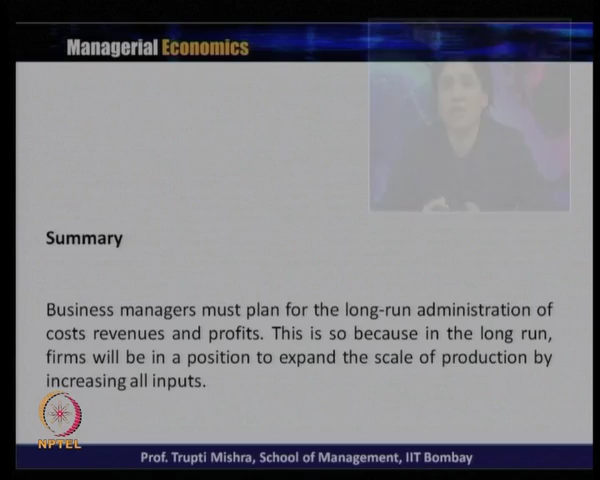 Managerial Economics
Summary
Business managers must plan for the long-run administration of
costs revenues and profits. This is so because in the long run,
firms will be in a position to expand the scale of production by
increasing all inputs.
NPTEL
Prof. Trupti Mishra, School of Management, IIT Bombay